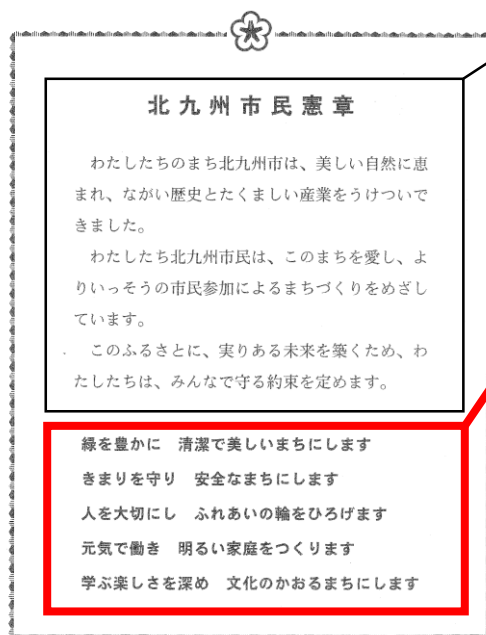 北九州市民憲章
わたしたちのまち北九州市は、美しい自然に恵
まれ、ながい歴史とたくましい産業をうけついで
きました。
わたしたち北九州市民は、このまちを愛し、よ
りいっそうの市民参加によるまちづくりをめざし
ています。
このふるさとに、実りある未来を築くため、わ
たしたちは、みんなで守る約束を定めます。
緑を豊かに　清潔で美しいまちにします
きまりを守り　安全なまちにします
人を大切にし　ふれあいの輪をひろげます
元気で働き　明るい家庭をつくります
学ぶ楽しさを深め　文化のかおるまちにします